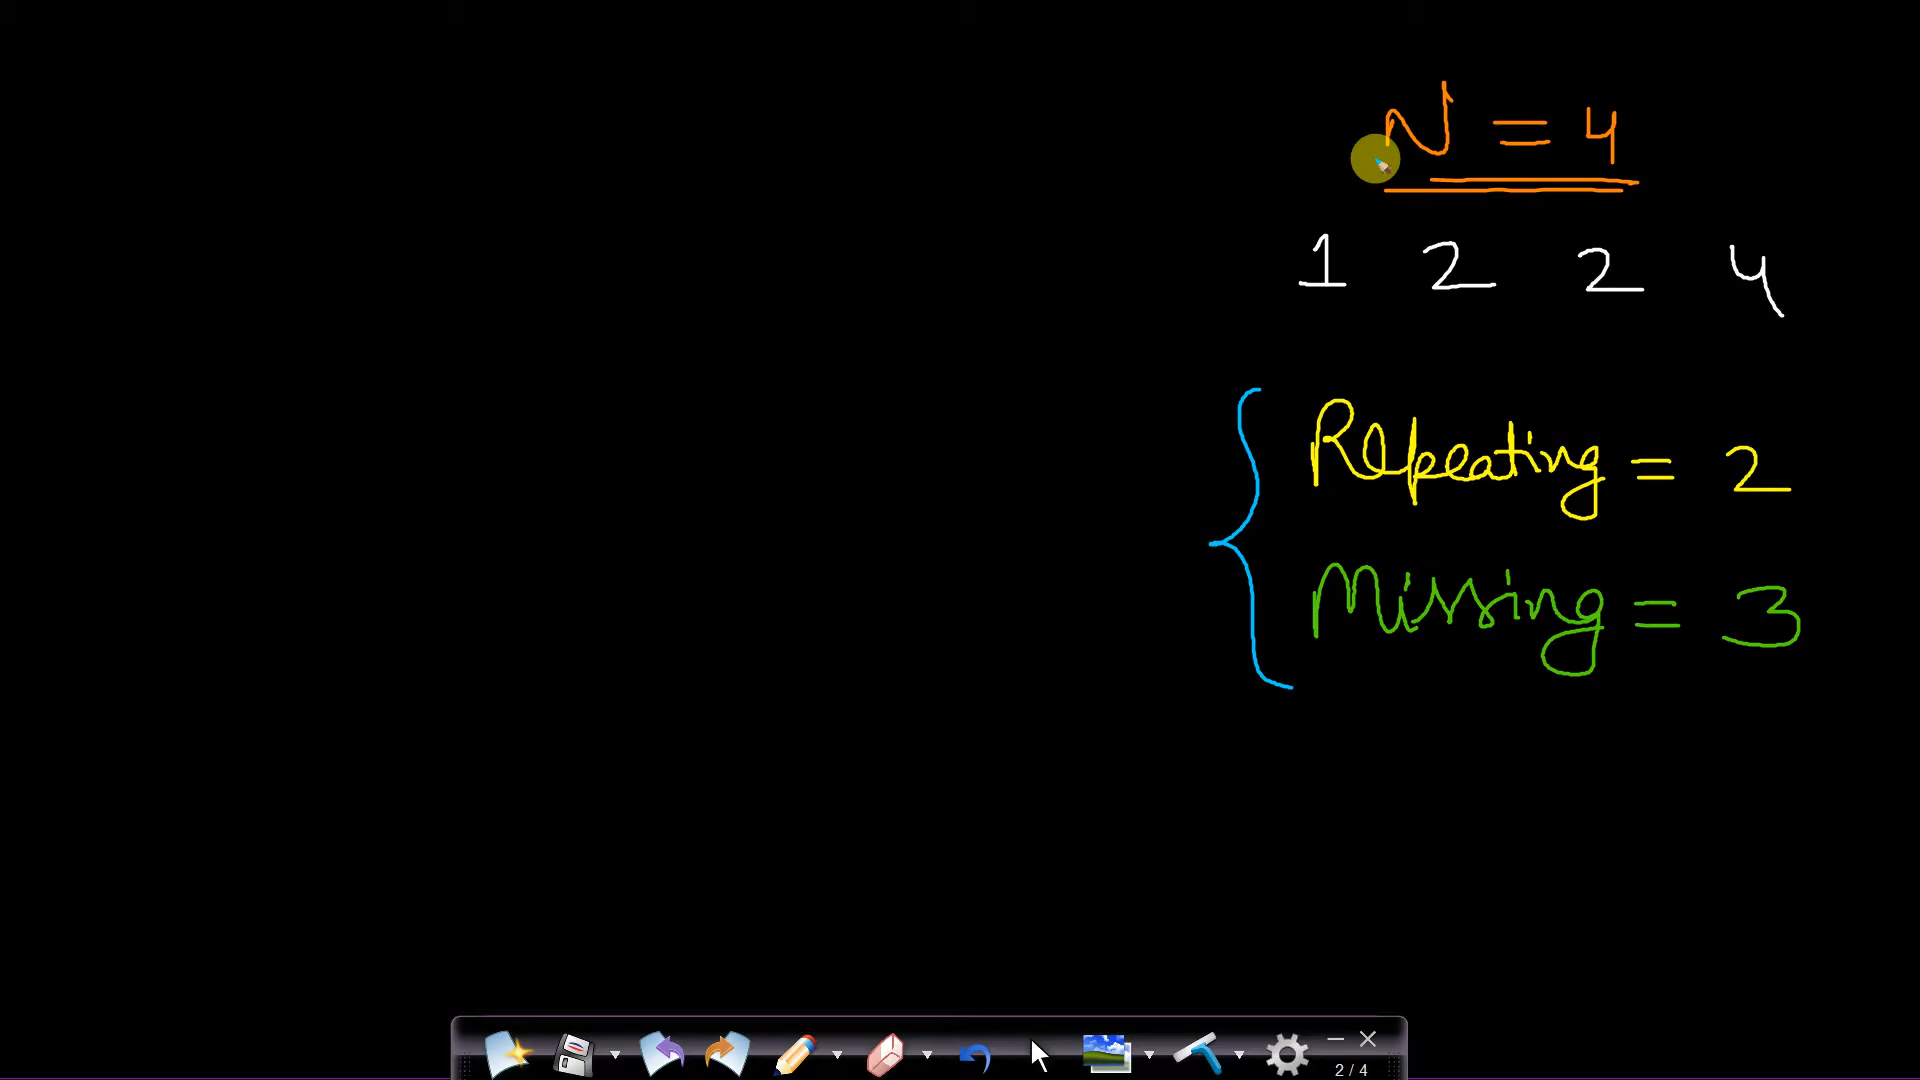 N = 4
1 2 2 4
Repeating = 2
Missing = 3
2 / 4